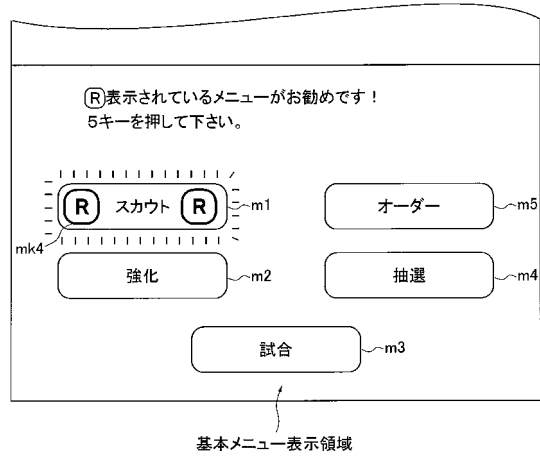 Ⓡ表示されているメニューがお勧めです！
5キーを押して下さい。
R スカウト R
m1
オーダー
m5
mk4
強化
m2
抽選
m4
試合
m3
基本メニュー表示領域